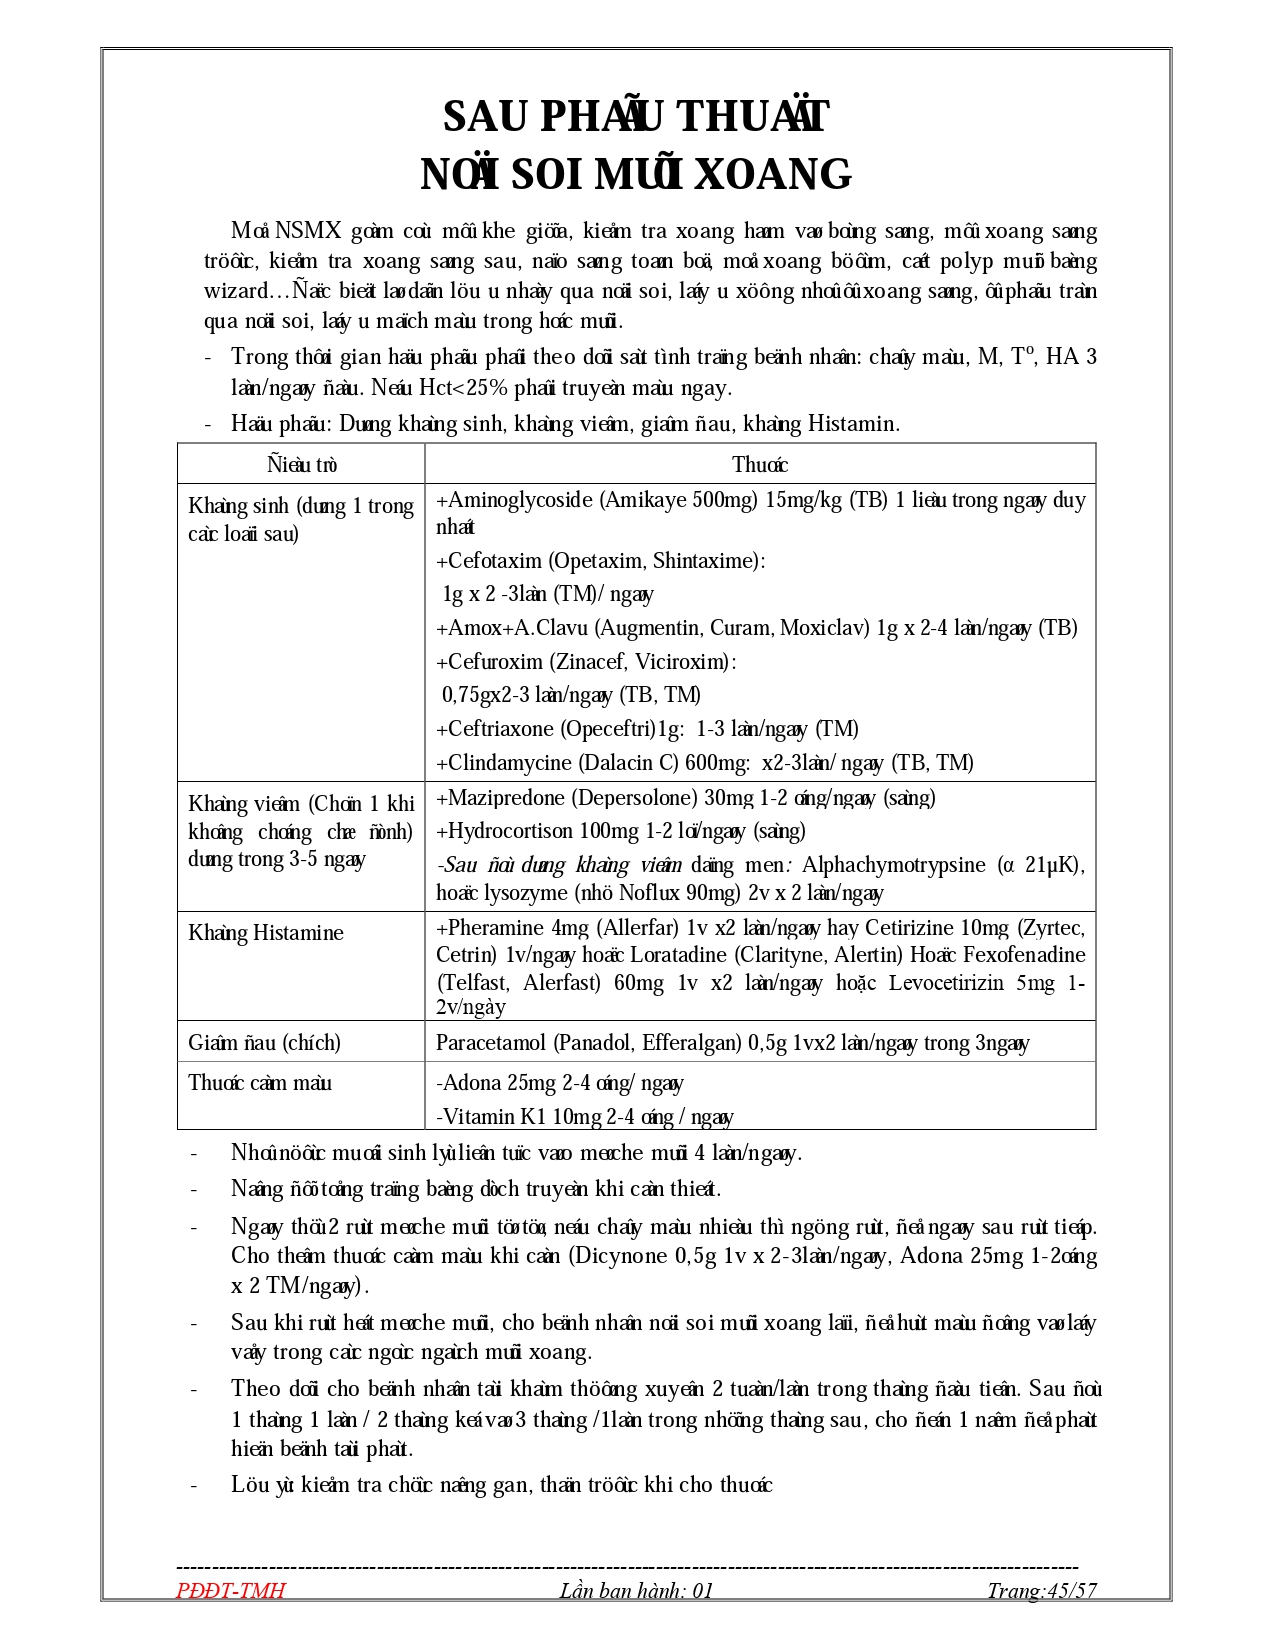 SAU PHAÃU THUAÄT
NOÄI SOI MUÕI XOANG
Moå NSMX goàm coù: môû khe giöõa, kieåm tra xoang haøm vaø boùng saøng, môû xoang saøng
tröôùc, kieåm tra xoang saøng sau, naïo saøng toaøn boä, moå xoang böôùm, caét polyp muõi baèng
wizard…Ñaëc bieät laø daãn löu u nhaày qua noäi soi, laáy u xöông nhoû ôû xoang saøng, ôû phaãu traùn
qua noäi soi, laáy u maïch maùu trong hoác muõi.
- Trong thôøi gian haäu phaãu phaûi theo doõi saùt tình traïng beänh nhaân: chaûy maùu, M, Tº, HA 3
laàn/ngaøy ñaàu. Neáu Hct<25% phaûi truyeàn maùu ngay.
- Haäu phaãu: Duøng khaùng sinh, khaùng vieâm, giaûm ñau, khaùng Histamin.
Ñieàu trò
Thuoác
Khaùng sinh (duøng 1 trong
caùc loaïi sau)
+Aminoglycoside (Amikaye 500mg) 15mg/kg (TB) 1 lieàu trong ngaøy duy
nhaát
+Cefotaxim (Opetaxim, Shintaxime):
1g x 2 -3laàn (TM)/ ngaøy
+Amox+A.Clavu (Augmentin, Curam, Moxiclav) 1g x 2-4 laàn/ngaøy (TB)
+Cefuroxim (Zinacef, Viciroxim):
0,75gx2-3 laàn/ngaøy (TB, TM)
+Ceftriaxone (Opeceftri)1g: 1-3 laàn/ngaøy (TM)
+Clindamycine (Dalacin C) 600mg: x2-3laàn/ ngaøy (TB, TM)
Khaùng vieâm (Choïn 1 khi
khoâng choáng chæ ñònh)
duøng trong 3-5 ngaøy
+Mazipredone (Depersolone) 30mg 1-2 oáng/ngaøy (saùng)
+Hydrocortison 100mg 1-2 loï/ngaøy (saùng)
-Sau ñoù duøng khaùng vieâm daïng men: Alphachymotrypsine (α 21µK),
hoaëc lysozyme (nhö Noflux 90mg) 2v x 2 laàn/ngaøy
Khaùng Histamine
+Pheramine 4mg (Allerfar) 1v x2 laàn/ngaøy hay Cetirizine 10mg (Zyrtec,
Cetrin) 1v/ngaøy hoaëc Loratadine (Clarityne, Alertin) Hoaëc Fexofenadine
(Telfast, Alerfast) 60mg 1v x2 laàn/ngaøy hoặc Levocetirizin 5mg 1-
2v/ngày
Giaûm ñau (chích)
Paracetamol (Panadol, Efferalgan) 0,5g 1vx2 laàn/ngaøy trong 3ngaøy
Thuoác caàm maùu
-Adona 25mg 2-4 oáng/ ngaøy
-Vitamin K1 10mg 2-4 oáng / ngaøy
- Nhoû nöôùc muoái sinh lyù lieân tuïc vaøo meøche muõi 4 laàn/ngaøy.
- Naâng ñôõ toång traïng baèng dòch truyeàn khi caàn thieát.
- Ngaøy thöù 2 ruùt meøche muõi töø töø, neáu chaûy maùu nhieàu thì ngöng ruùt, ñeå ngaøy sau ruùt tieáp.
Cho theâm thuoác caàm maùu khi caàn (Dicynone 0,5g 1v x 2-3laàn/ngaøy, Adona 25mg 1-2oáng
x 2 TM/ngaøy).
- Sau khi ruùt heát meøche muõi, cho beänh nhaân noäi soi muõi xoang laïi, ñeå huùt maùu ñoâng vaø laáy
vaåy trong caùc ngoùc ngaùch muõi xoang.
- Theo doõi cho beänh nhaân taùi khaùm thöôøng xuyeân 2 tuaàn/laàn trong thaùng ñaàu tieân. Sau ñoù
1 thaùng 1 laàn / 2 thaùng keá vaø 3 thaùng /1laàn trong nhöõng thaùng sau, cho ñeán 1 naêm ñeå phaùt
hieän beänh taùi phaùt.
- Löu yù: kieåm tra chöùc naêng gan, thaän tröôùc khi cho thuoác
PĐĐT-TMH
Lần ban hành: 01
Trang:45/57